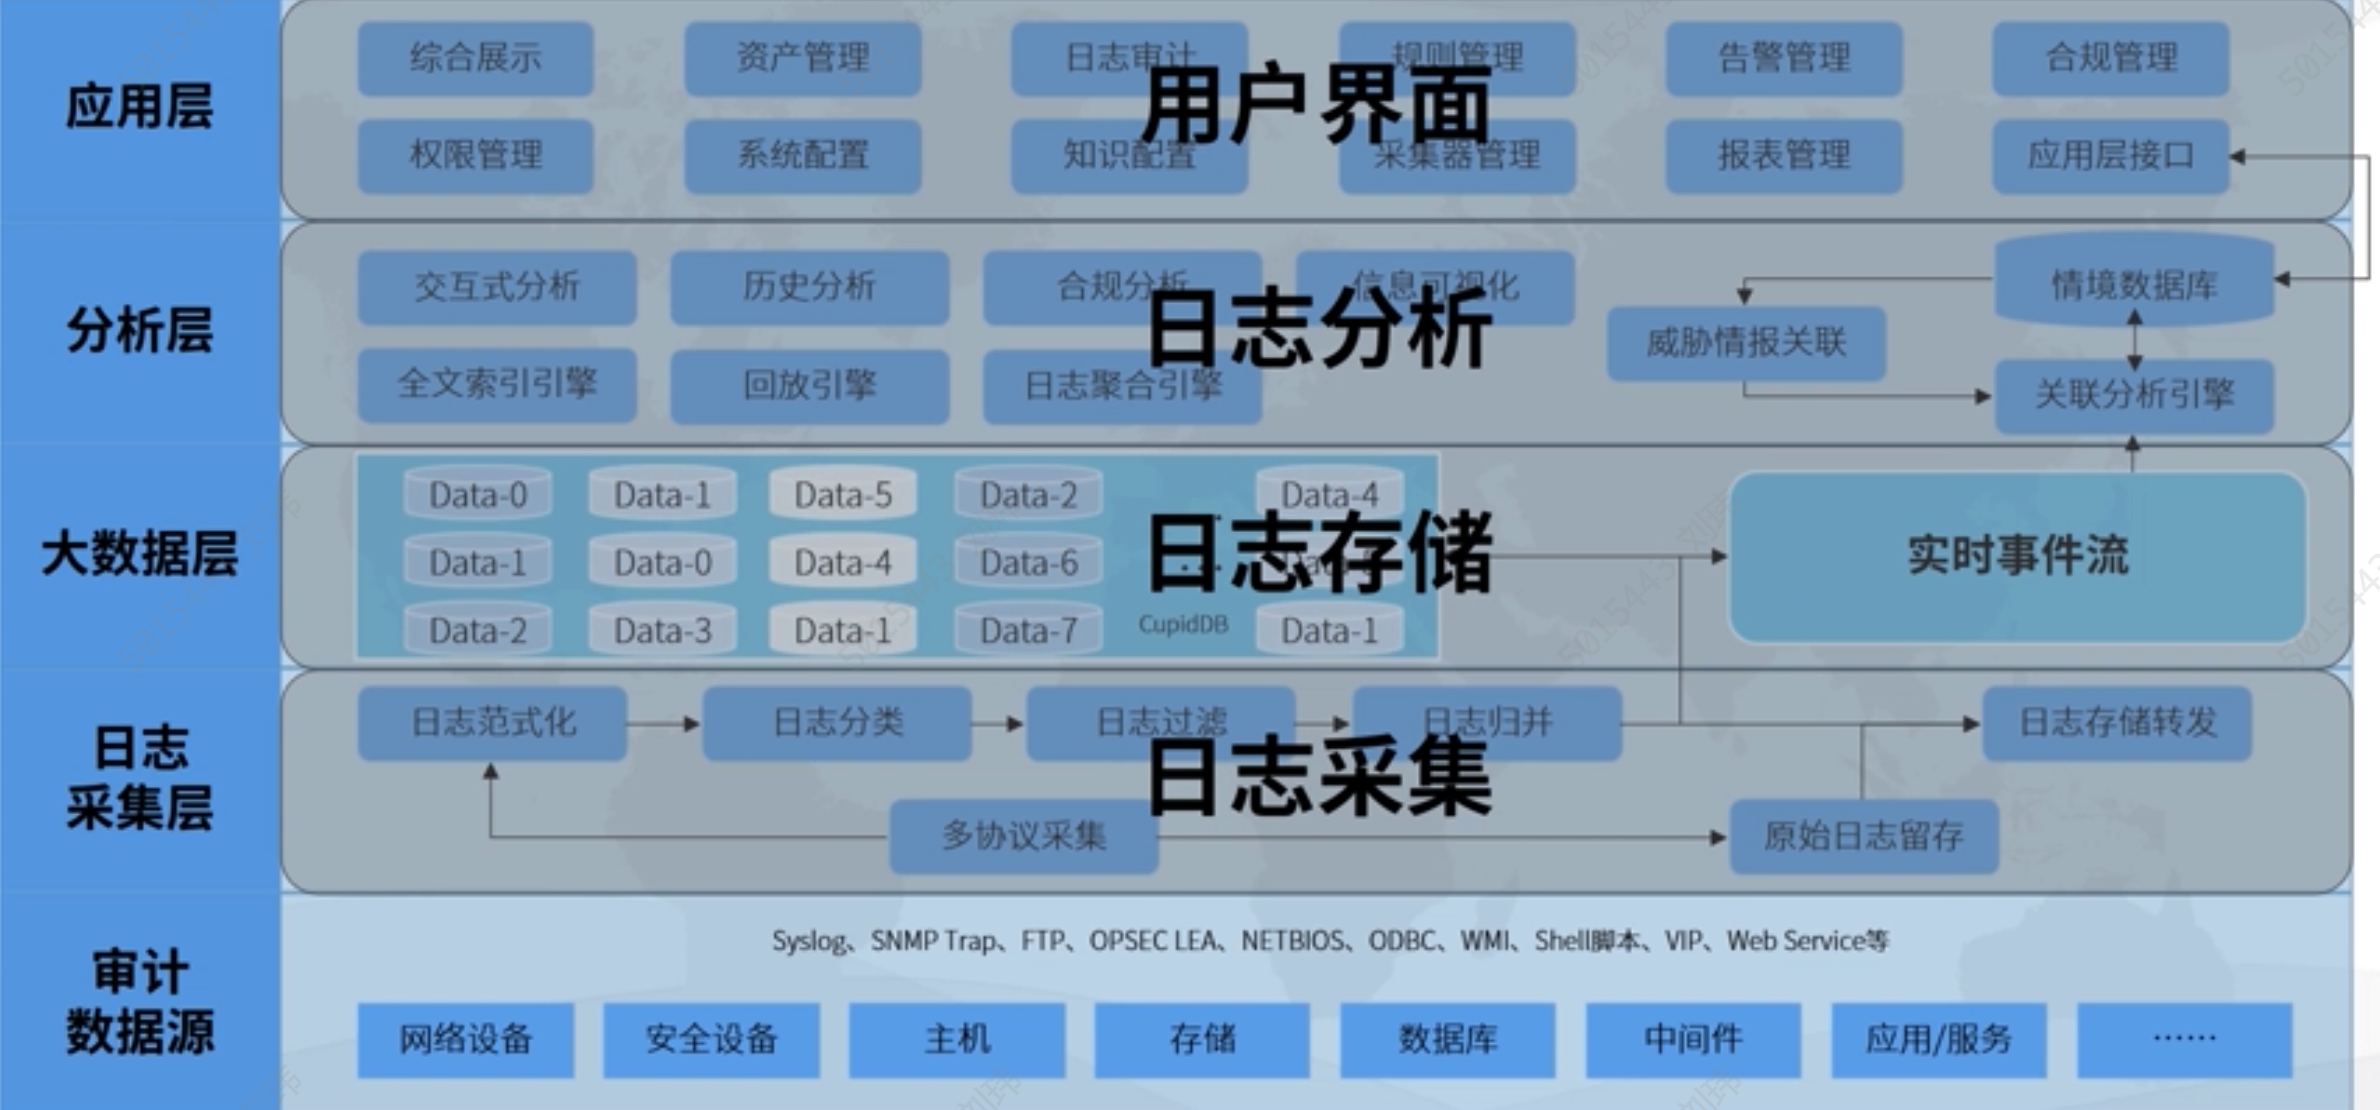 应用层
综合展示
资产管理
日志审计
规则管理
告警管理
合规管理
用户界面
权限管理
系统配置
知识配置
采集器管理
报表管理
应用层接口
分析层
交互式分析
历史分析
合规分析
信息可视化
情境数据库
日志分析
威胁情报关联
全文索引引擎
回放引擎
日志聚合引擎
关联分析引擎
大数据层
Data-0
Data-1
Data-5
Data-2
Data-4
日志存储
Data-1
Data-0
Data-4
Data-6
实时事件流
Data-2
Data-3
Data-1
Data-7
CupidDB
Data-1
日志
采集层
日志范式化
日志分类
日志过滤
日志归并
日志存储转发
日志采集
多协议采集
原始日志留存
审计
数据源
Syslog、SNMP Trap、FTP、OPSEC LEA、NETBIOS、ODBC、WMI、Shell脚本、VIP、Web Service等
网络设备
安全设备
主机
存储
数据库
中间件
应用/服务
······